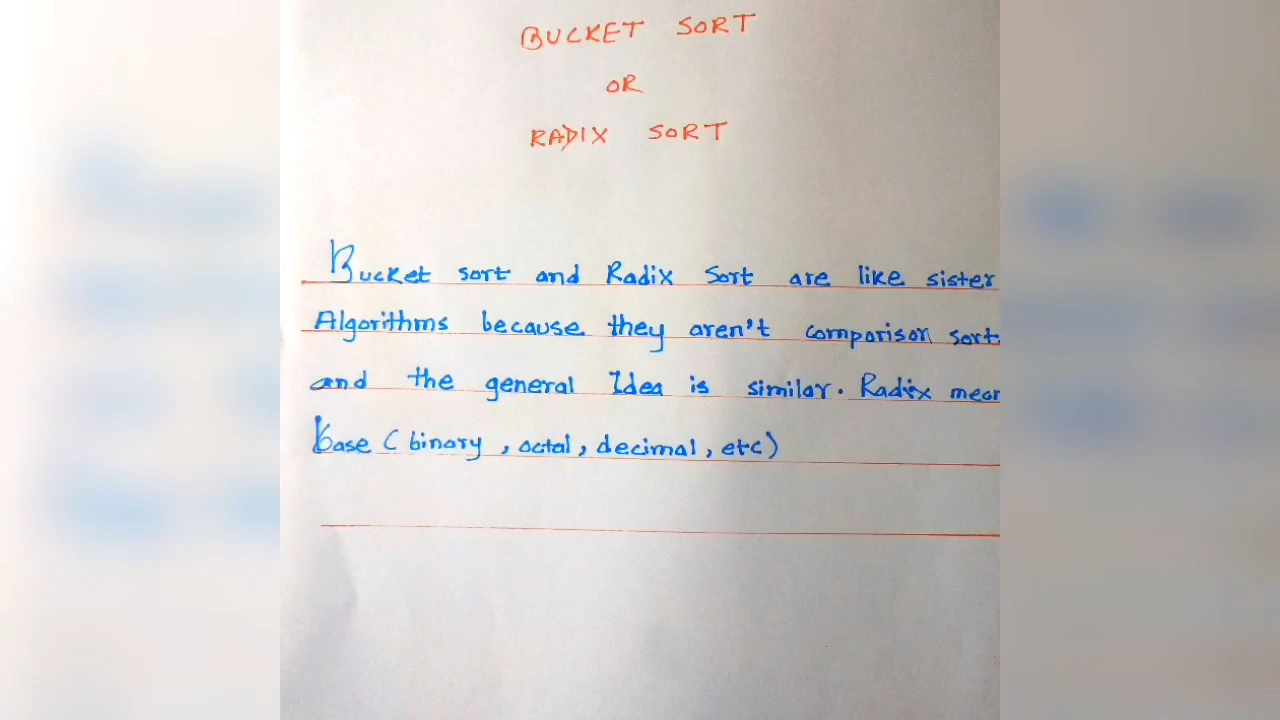 BUCKET SORT
OR
RADIX SORT
Bucket sort and Radix Sort are like sister
Algorithms because they aren't comparison sort
and the general Idea is similar. Radix mean
base ( binary , octal, decimal, etc)